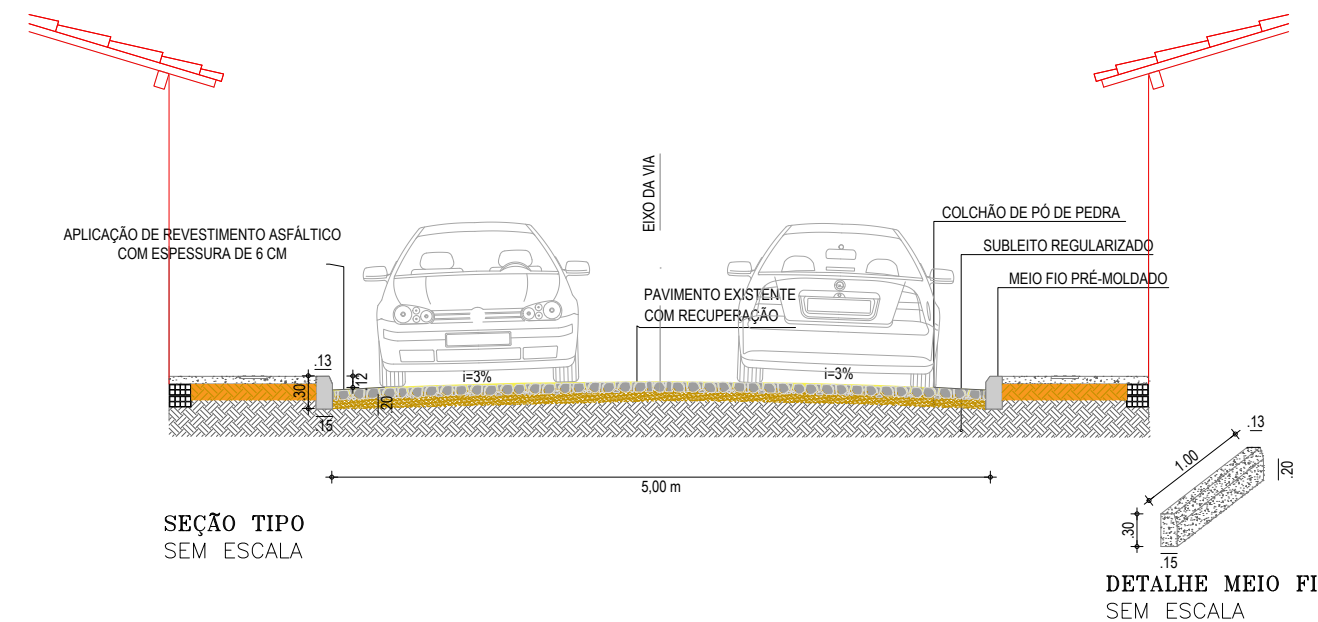 EIXO DA VIA
APLICAÇÃO DE REVESTIMENTO ASFÁLTICO
COM ESPESSURA DE 6 CM
COLCHÃO DE PÓ DE PEDRA
SUBLEITO REGULARIZADO
MEIO FIO PRÉ-MOLDADO
PAVIMENTO EXISTENTE
COM RECUPERAÇÃO
.13
12
i=3%
i=3%
.30
20
.15
5,00 m
SEÇÃO TIPO
SEM ESCALA
.13
1.00
.20
.30
.15
DETALHE MEIO FI
SEM ESCALA